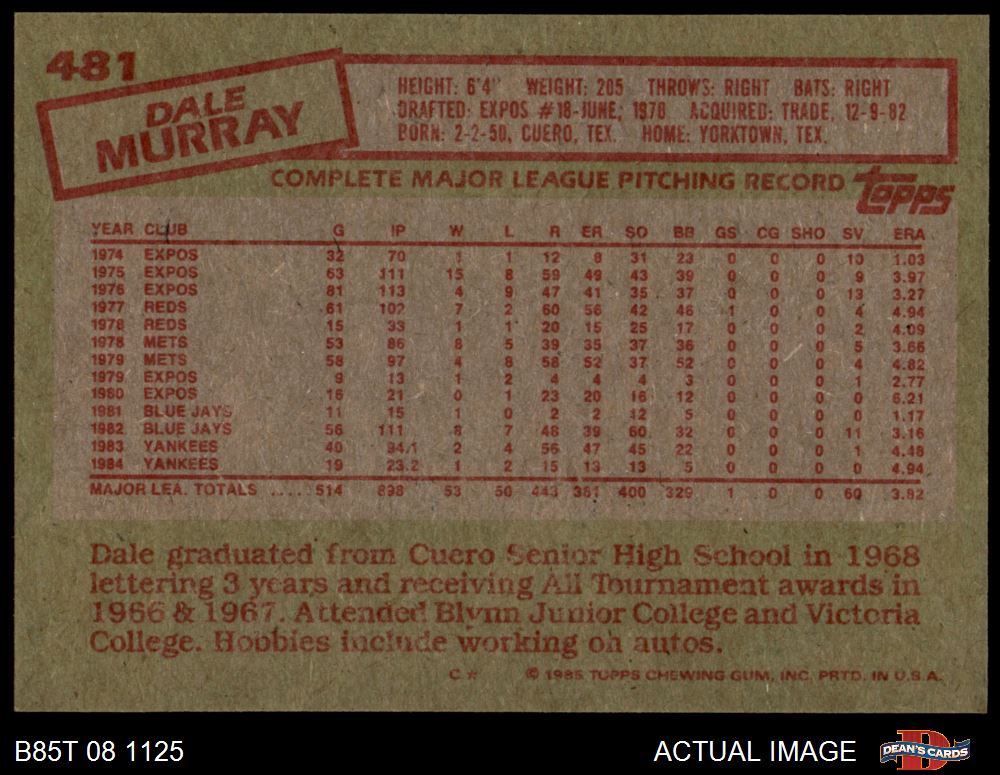 481
DALE
MURRAY
HEIGHT: 6'4" WEIGHT: 205 THROWS: RIGHT BATS: RIGHT
DRAFTED: EXPOS #18-JUNE, 1970 ACQUIRED: TRADE, 12-9-82
BORN: 2-2-50, CUERO, TEX. HOME: YORKTOWN, TEX.
COMPLETE MAJOR LEAGUE PITCHING RECORD
topps
YEAR CLUB G IP W L R ER SO BB GS CG SHO SV ERA
1974 EXPOS 32 70 1 1 12 8 31 23 0 0 0 10 1.03
1975 EXPOS 63 111 15 8 59 49 43 39 0 0 0 9 3.97
1976 EXPOS 81 113 4 9 47 41 35 37 0 0 0 13 3.27
1977 REDS 61 102 7 2 60 56 42 46 1 0 0 4 4.94
1978 REDS 15 33 1 1 20 15 25 17 0 0 0 2 4.09
1978 METS 53 86 8 5 39 35 37 36 0 0 0 5 3.66
1979 METS 58 97 4 8 58 52 37 52 0 0 0 4 4.82
1979 EXPOS 9 13 1 2 4 4 4 3 0 0 0 1 2.77
1980 EXPOS 16 21 0 1 23 20 16 12 0 0 0 0 6.21
1981 BLUE JAYS 11 15 1 0 2 2 12 5 0 0 0 0 1.17
1982 BLUE JAYS 56 111 8 7 48 39 60 32 0 0 0 11 3.16
1983 YANKEES 40 94.1 2 4 56 47 45 22 0 0 0 1 4.48
1984 YANKEES 19 23.2 1 2 15 13 13 5 0 0 0 0 4.94
MAJOR LEA. TOTALS ..... 514 898 53 50 443 381 400 329 1 0 0 60 3.82
Dale graduated from Cuero Senior High School in 1968
lettering 3 years and receiving All Tournament awards in
1966 & 1967. Attended Blynn Junior College and Victoria
College. Hobbies include working on autos.
C* © 1985 TOPPS CHEWING GUM, INC. PRTD. IN U.S.A.
B85T 08 1125
ACTUAL IMAGE
D
DEAN'S CARDS